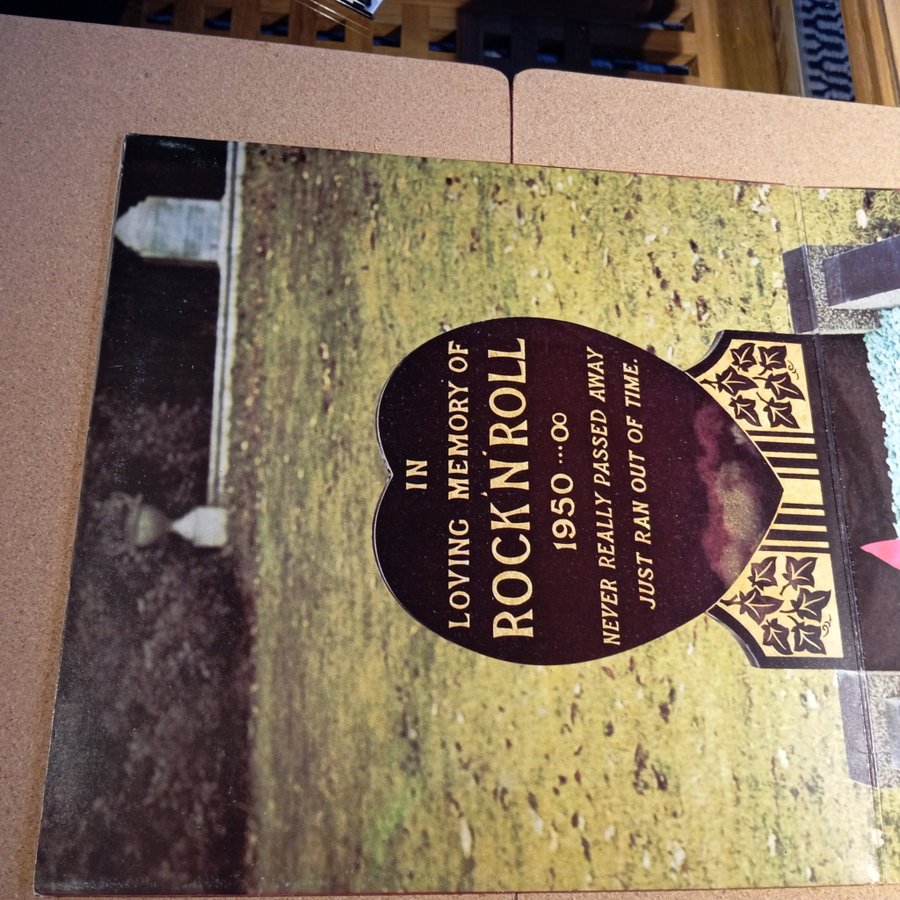 IN
LOVING MEMORY OF
ROCK'N'ROLL
1950...∞
NEVER REALLY PASSED AWAY
JUST RAN OUT OF TIME.